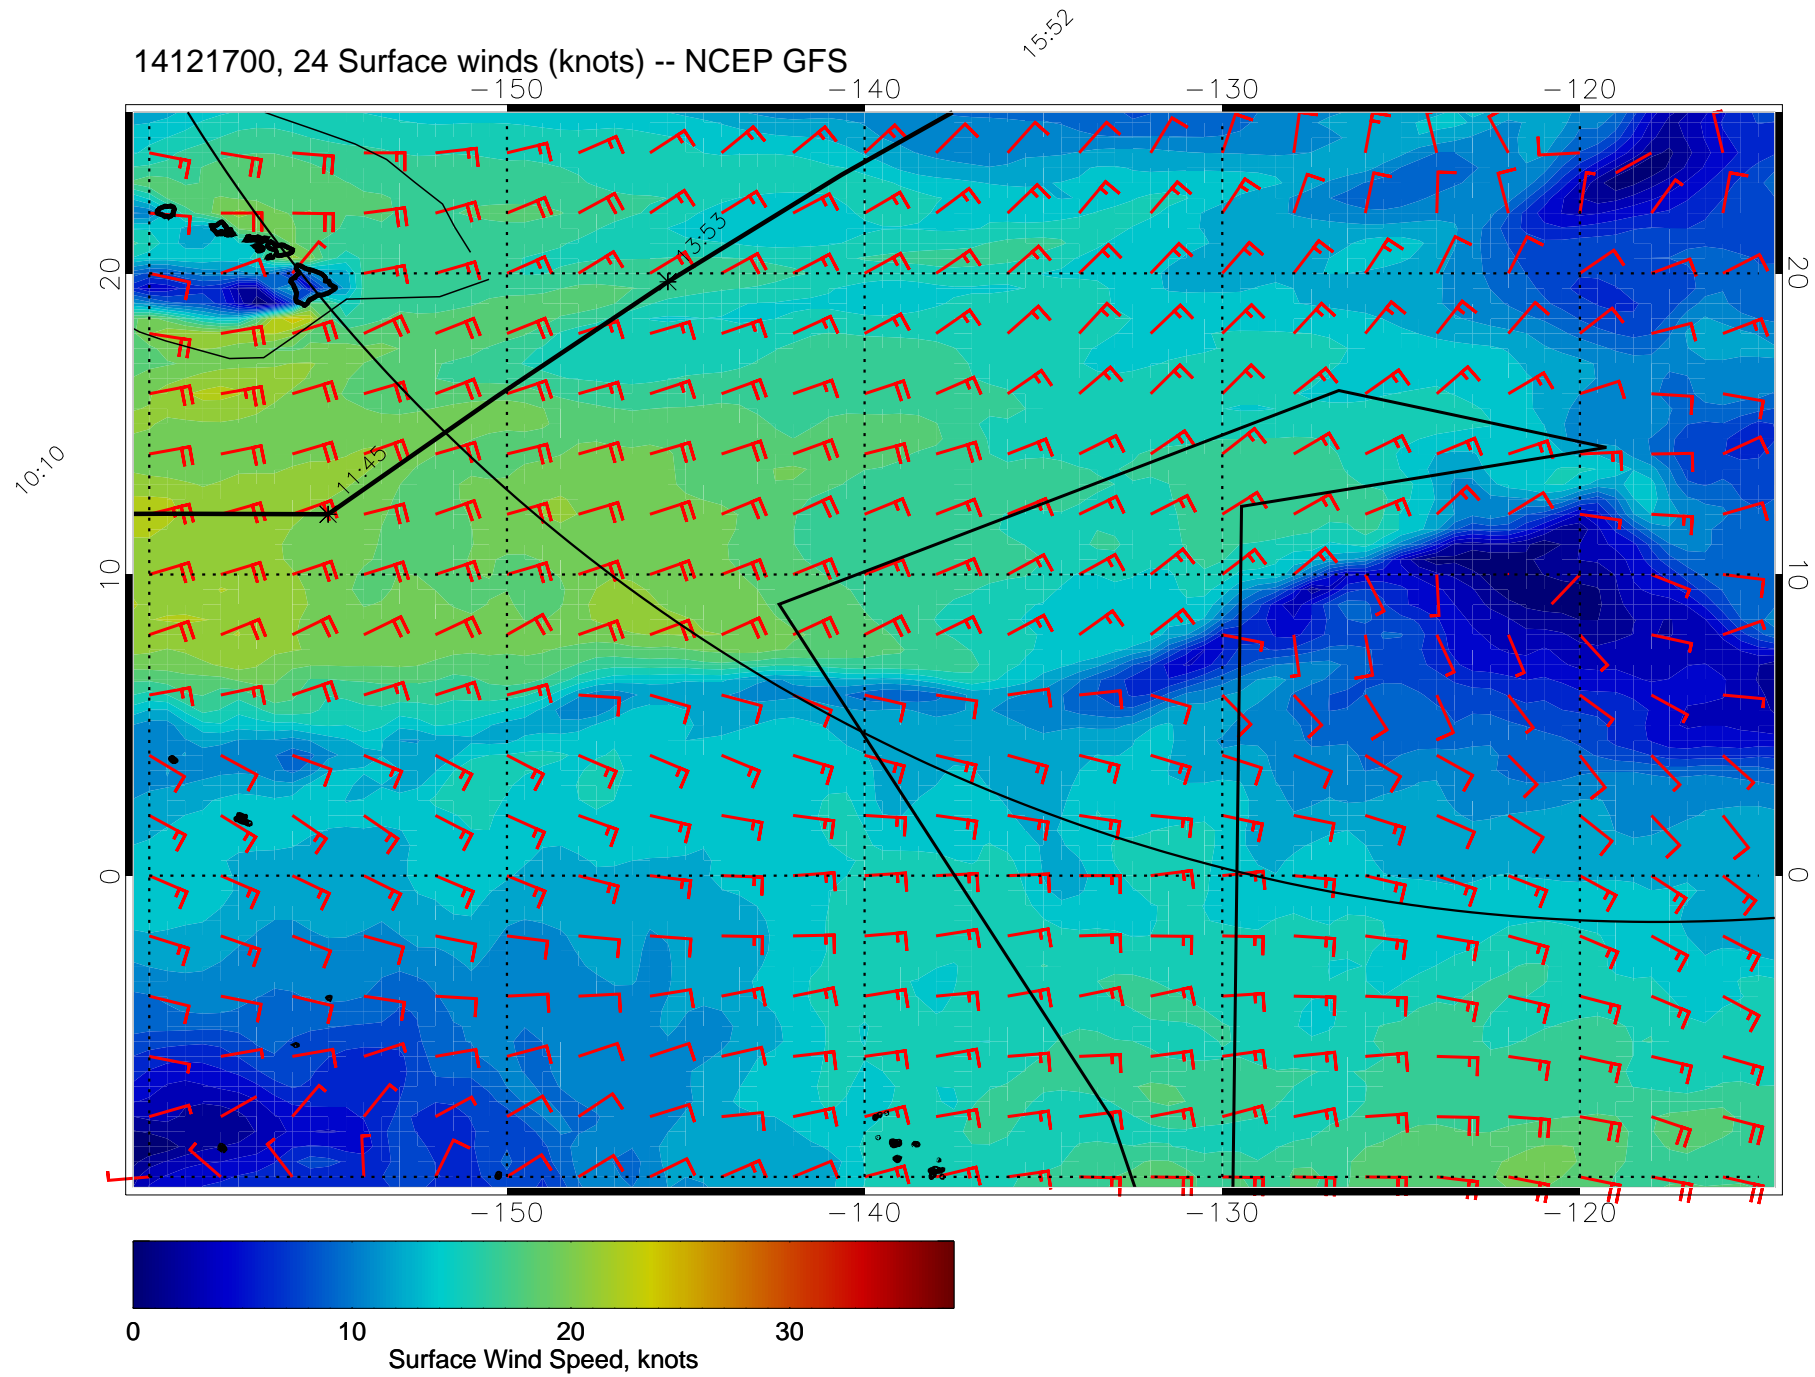 15:52
14121700, 24 Surface winds (knots) -- NCEP GFS
-150 -140 -130 -120
13:53
20 20
11:45
10:10
10 10
0 0
-150 -140 -130 -120
0 10 20 30
Surface Wind Speed, knots